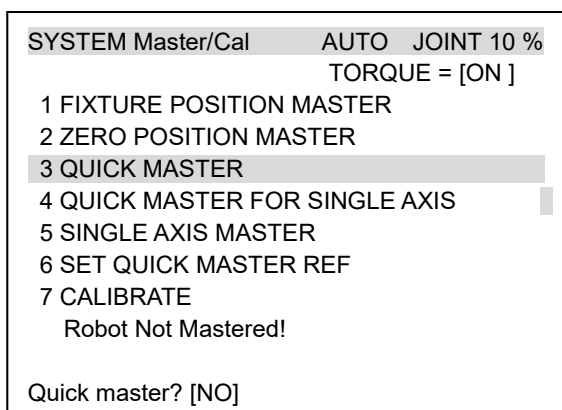 SYSTEM Master/Cal AUTO JOINT 10 %
TORQUE = [ON ]
1 FIXTURE POSITION MASTER
2 ZERO POSITION MASTER
3 QUICK MASTER
4 QUICK MASTER FOR SINGLE AXIS
5 SINGLE AXIS MASTER
6 SET QUICK MASTER REF
7 CALIBRATE
Robot Not Mastered!
Quick master? [NO]